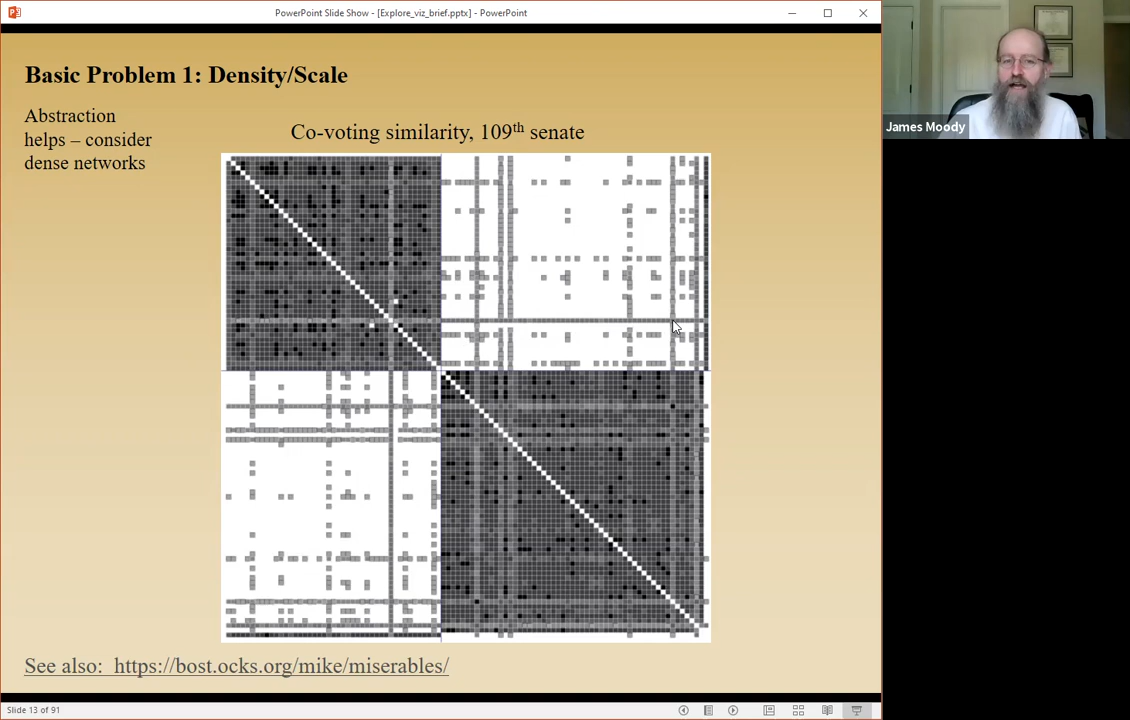 PowerPoint Slide Show - [Explore_viz_brief.pptx] - PowerPoint
Basic Problem 1: Density/Scale
Abstraction
helps – consider
dense networks
Co-voting similarity, 109th senate
See also:  https://bost.ocks.org/mike/miserables/
Slide 13 of 91
James Moody